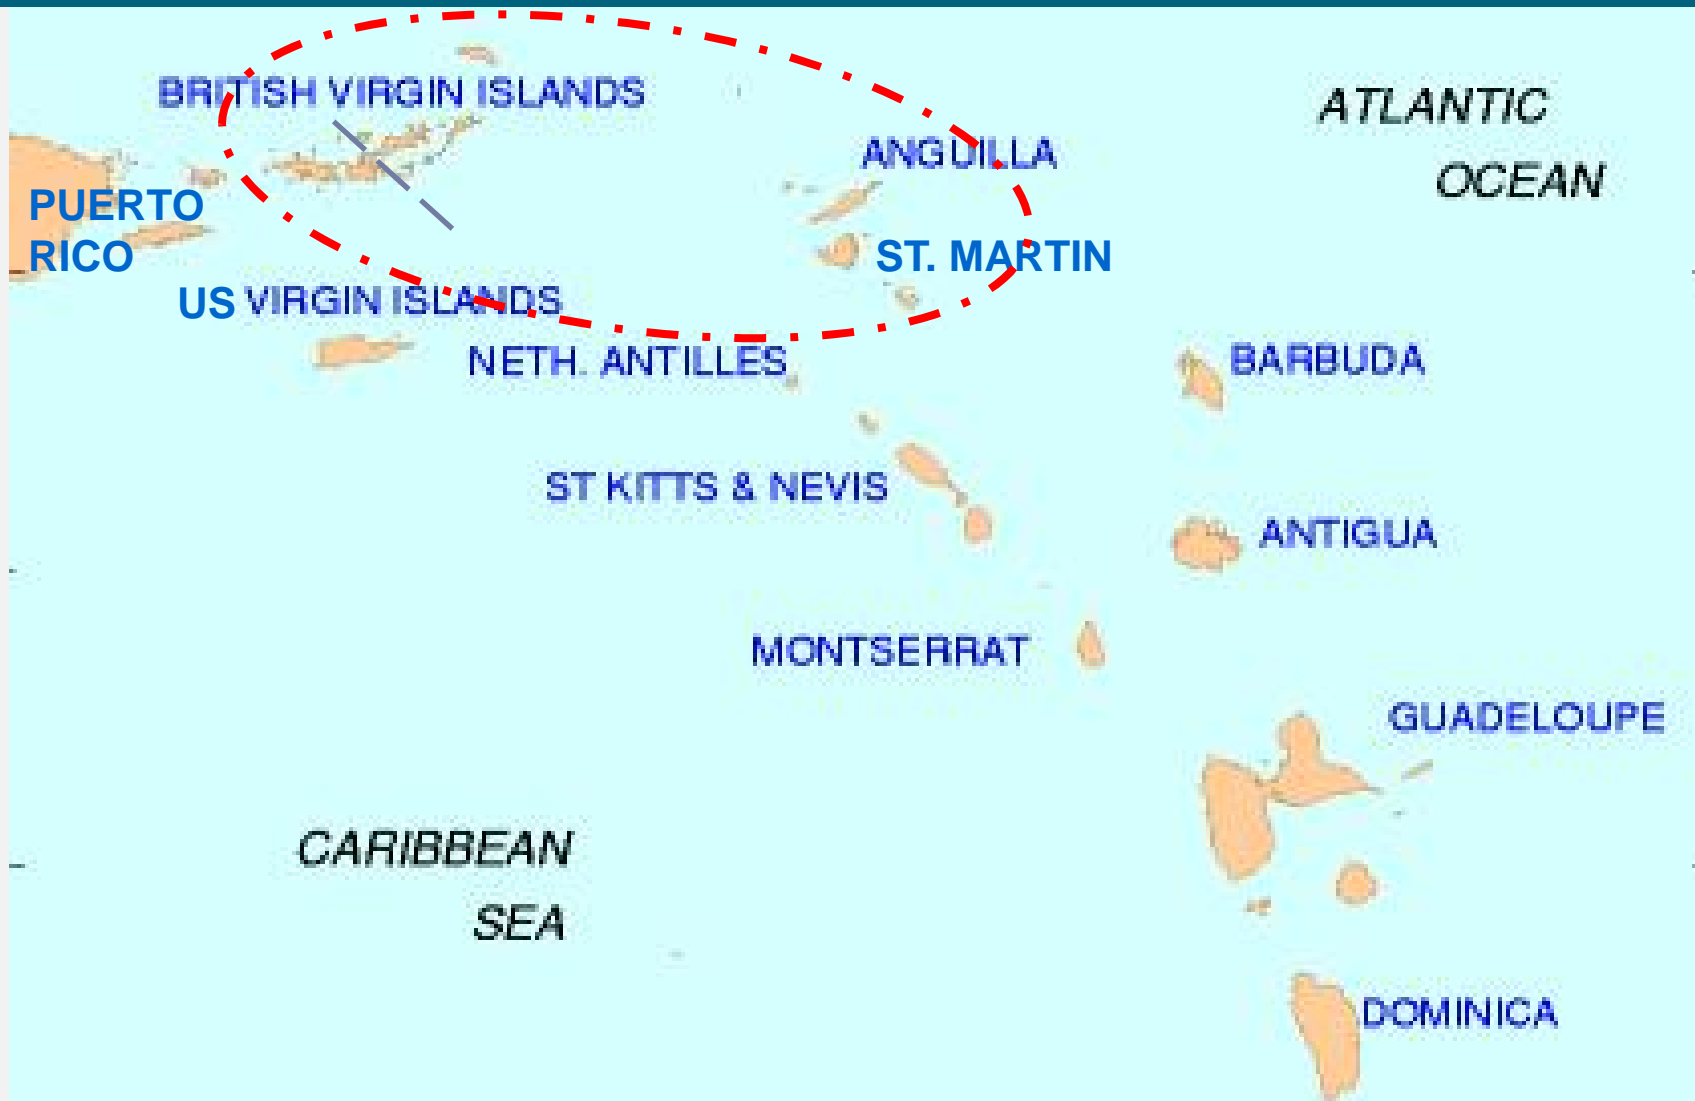 BRITISH VIRGIN ISLANDS
ATLANTIC
OCEAN
ANGUILLA
PUERTO
RICO
ST. MARTIN
US VIRGIN ISLANDS
NETH. ANTILLES
BARBUDA
ST KITTS & NEVIS
ANTIGUA
MONTSERRAT
GUADELOUPE
CARIBBEAN
SEA
DOMINICA